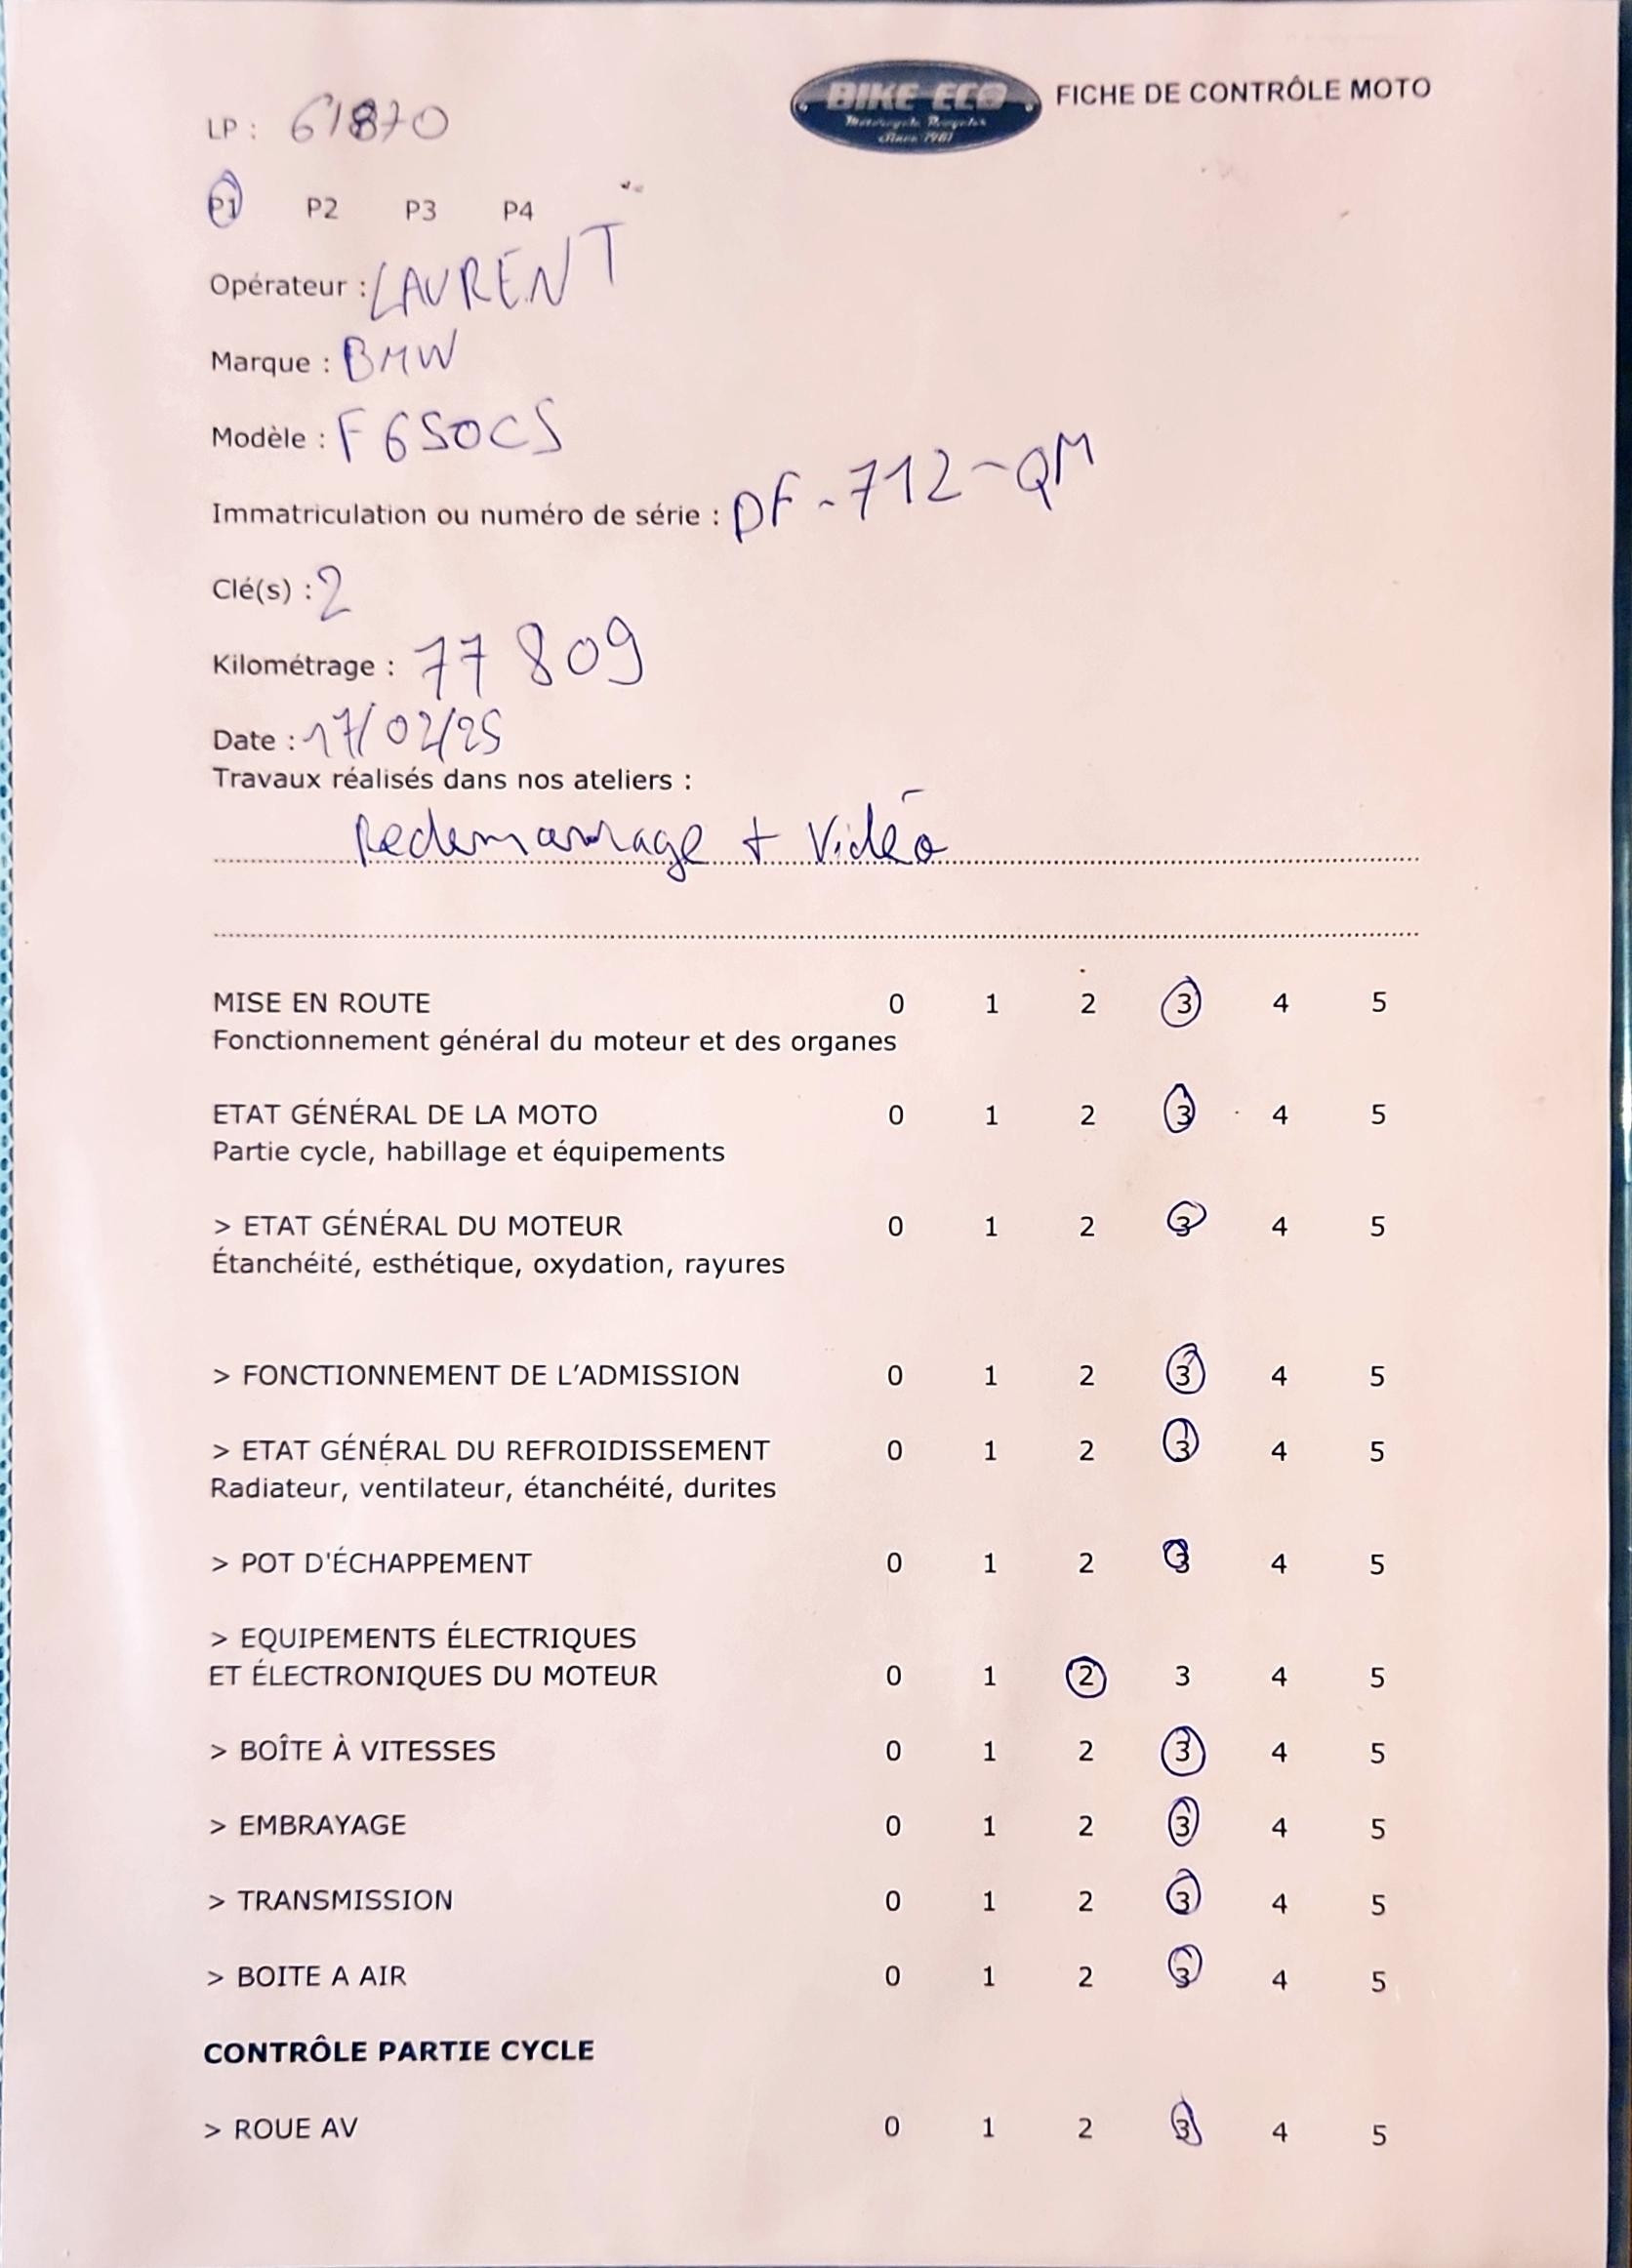 BIKE ECO
Motorcycle Recycler
Since 1981
FICHE DE CONTRÔLE MOTO
LP : 61870
P1 P2 P3 P4
Opérateur : LAURENT
Marque : BMW
Modèle : F650CS
Immatriculation ou numéro de série : DF-712-QM
Clé(s) : 2
Kilométrage : 77 809
Date : 17/02/25
Travaux réalisés dans nos ateliers :
Redemarrage + Vidéo
MISE EN ROUTE 0 1 2 3 4 5
Fonctionnement général du moteur et des organes
ETAT GÉNÉRAL DE LA MOTO 0 1 2 3 4 5
Partie cycle, habillage et équipements
> ETAT GÉNÉRAL DU MOTEUR 0 1 2 3 4 5
Étanchéité, esthétique, oxydation, rayures
> FONCTIONNEMENT DE L'ADMISSION 0 1 2 3 4 5
> ETAT GÉNÉRAL DU REFROIDISSEMENT 0 1 2 3 4 5
Radiateur, ventilateur, étanchéité, durites
> POT D'ÉCHAPPEMENT 0 1 2 3 4 5
> EQUIPEMENTS ÉLECTRIQUES
ET ÉLECTRONIQUES DU MOTEUR 0 1 2 3 4 5
> BOÎTE À VITESSES 0 1 2 3 4 5
> EMBRAYAGE 0 1 2 3 4 5
> TRANSMISSION 0 1 2 3 4 5
> BOITE A AIR 0 1 2 3 4 5
CONTRÔLE PARTIE CYCLE
> ROUE AV 0 1 2 3 4 5